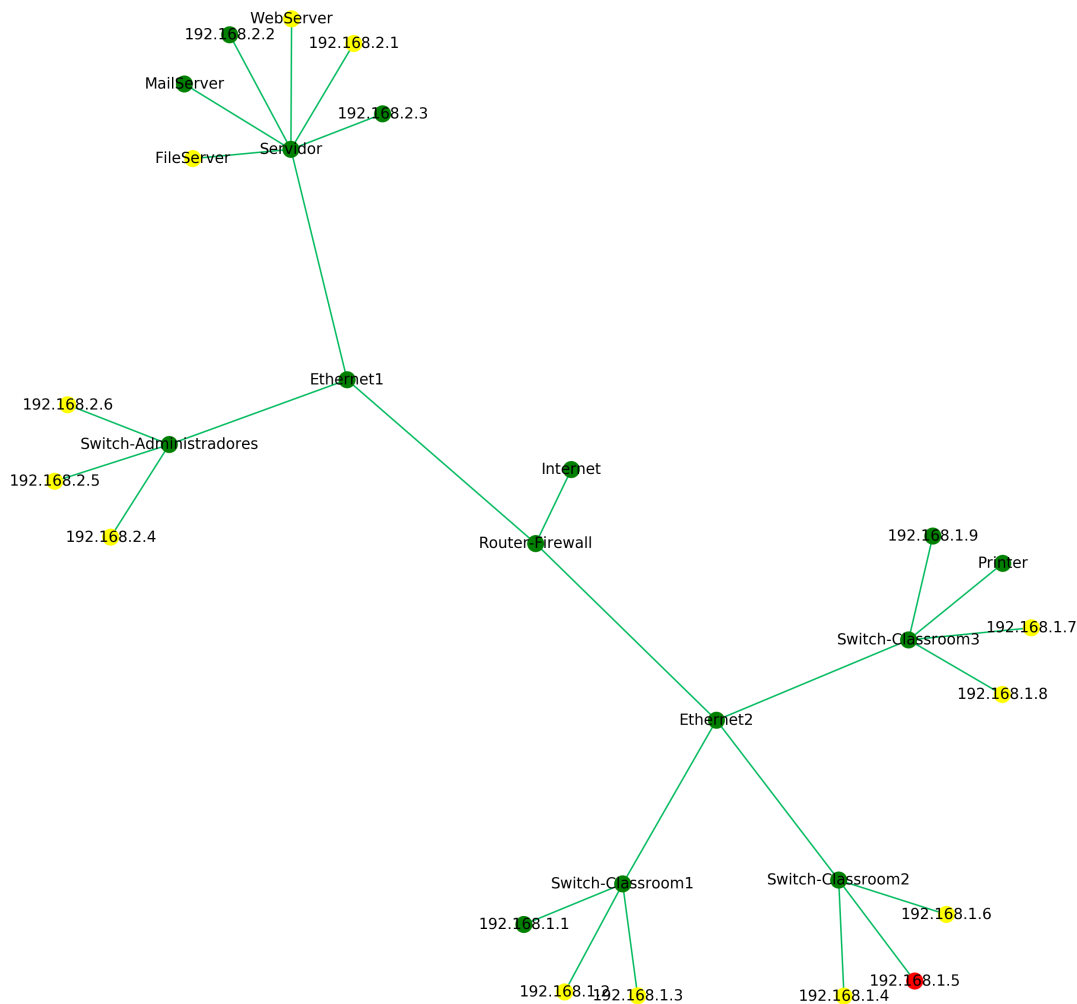 WebServer
192.168.2.2
192.168.2.1
MailServer
192.168.2.3
Servidor
FileServer
Ethernet1
192.168.2.6
Switch-Administradores
Internet
192.168.2.5
192.168.2.4
Router-Firewall
192.168.1.9
Printer
192.168.1.7
Switch-Classroom3
192.168.1.8
Ethernet2
Switch-Classroom1
Switch-Classroom2
192.168.1.6
192.168.1.1
192.168.1.5
192.168.1.2
192.168.1.3
192.168.1.4